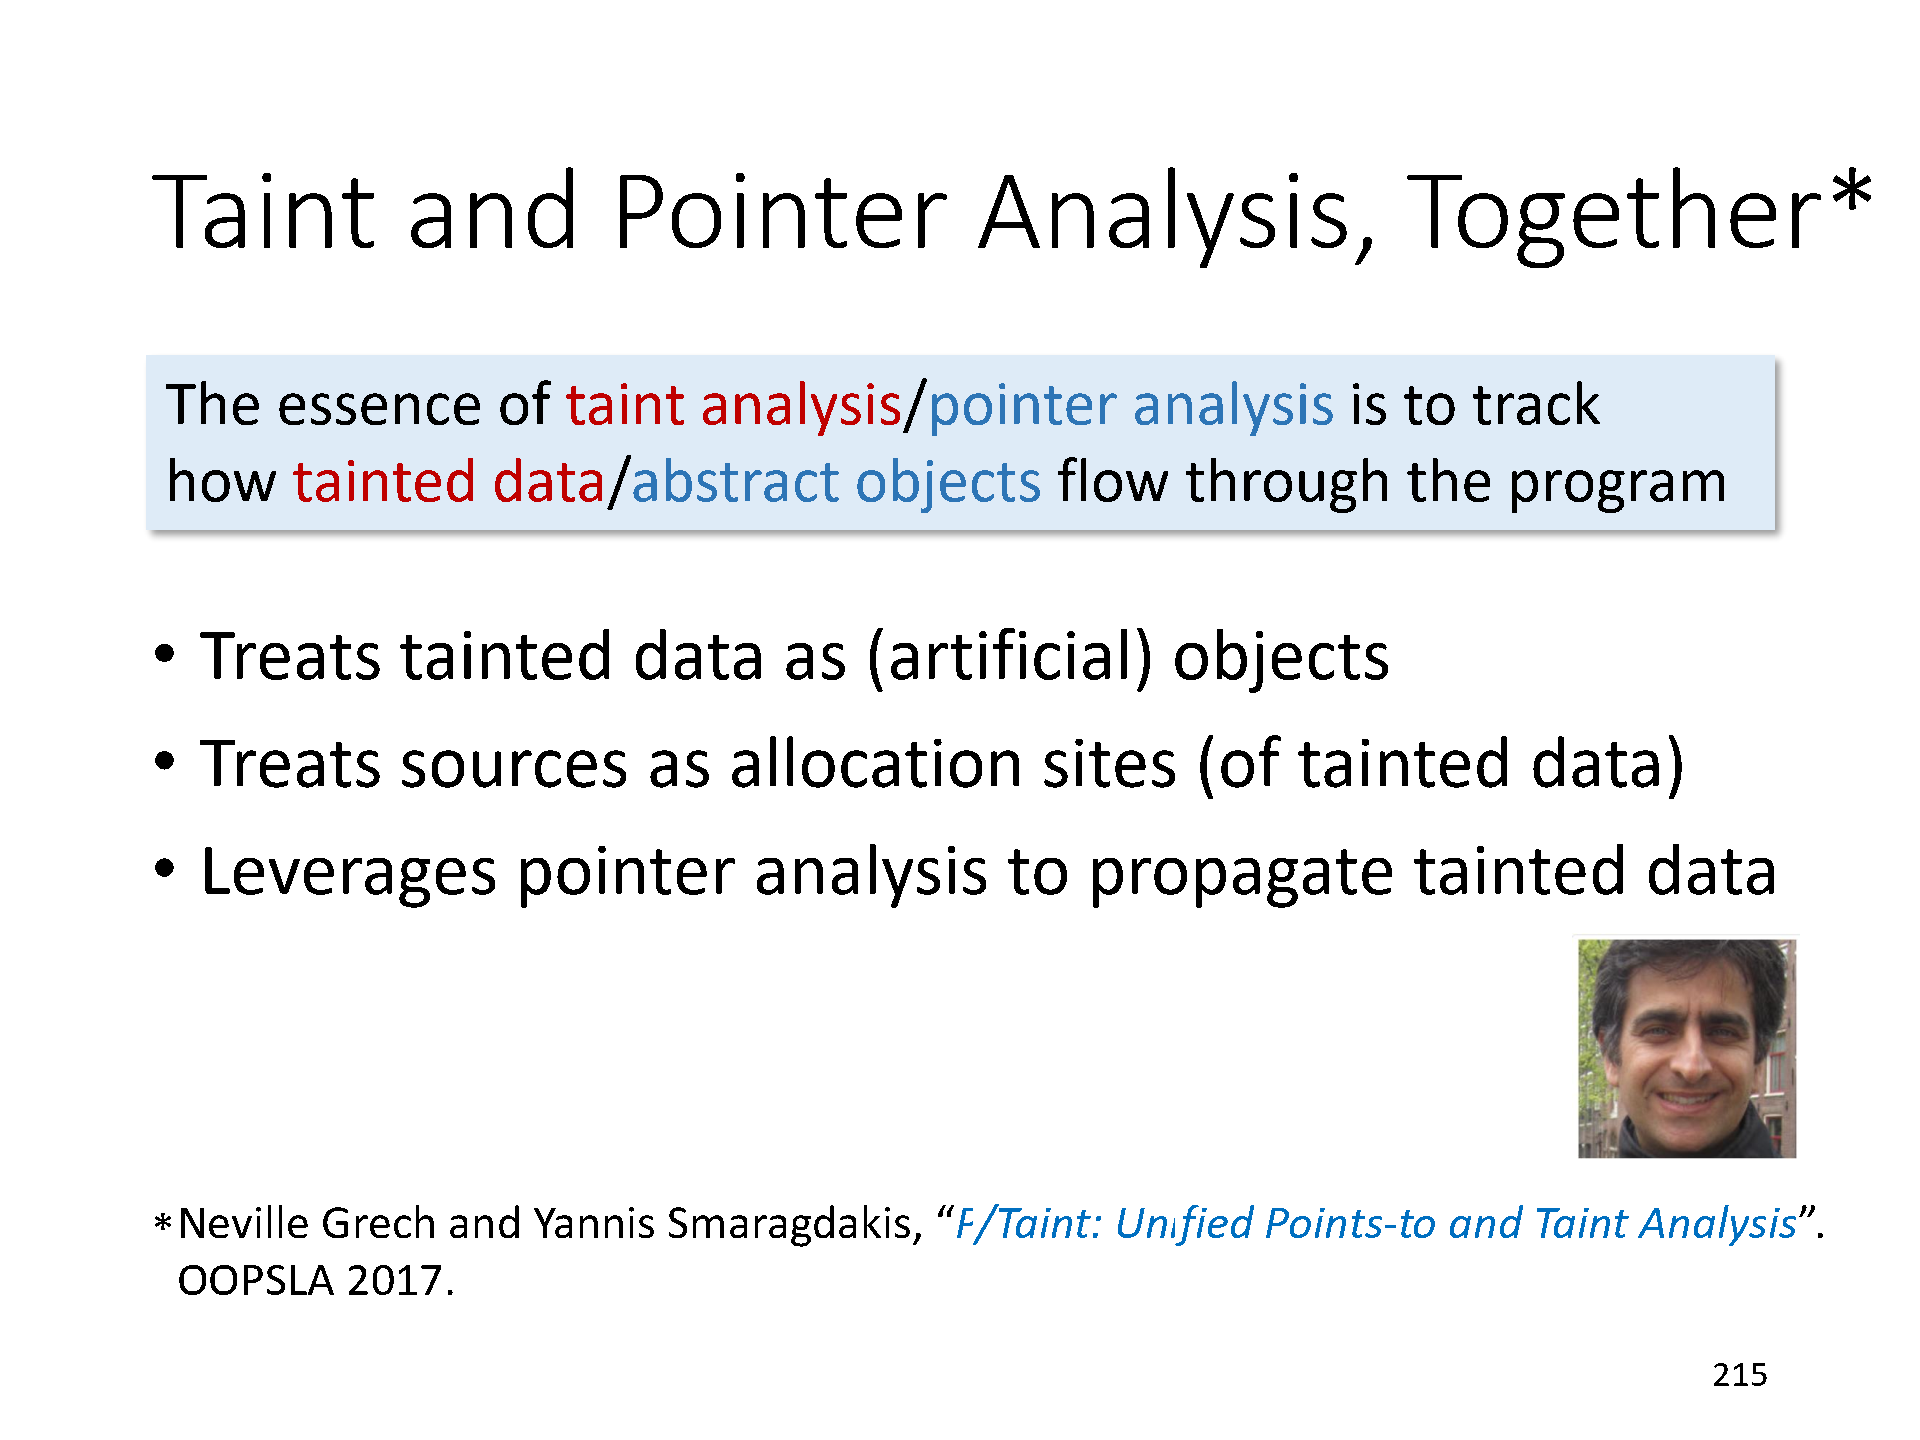 Taint and Pointer Analysis, Together*
The essence of taint analysis/pointer analysis is to track
how tainted data/abstract objects flow through the program
• Treats tainted data as (artificial) objects
• Treats sources as allocation sites (of tainted data)
• Leverages pointer analysis to propagate tainted data
*Neville Grech and Yannis Smaragdakis, “P/Taint: Unified Points-to and Taint Analysis”.
OOPSLA 2017.
215